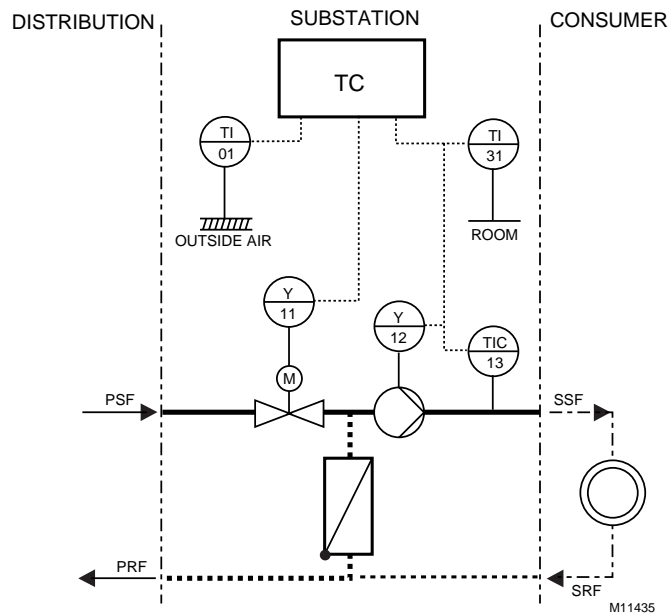 DISTRIBUTION SUBSTATION CONSUMER
TC
TI
01
TI
31
OUTSIDE AIR
ROOM
Y
11
Y
12
TIC
13
M
PSF
SSF
PRF
SRF
M11435